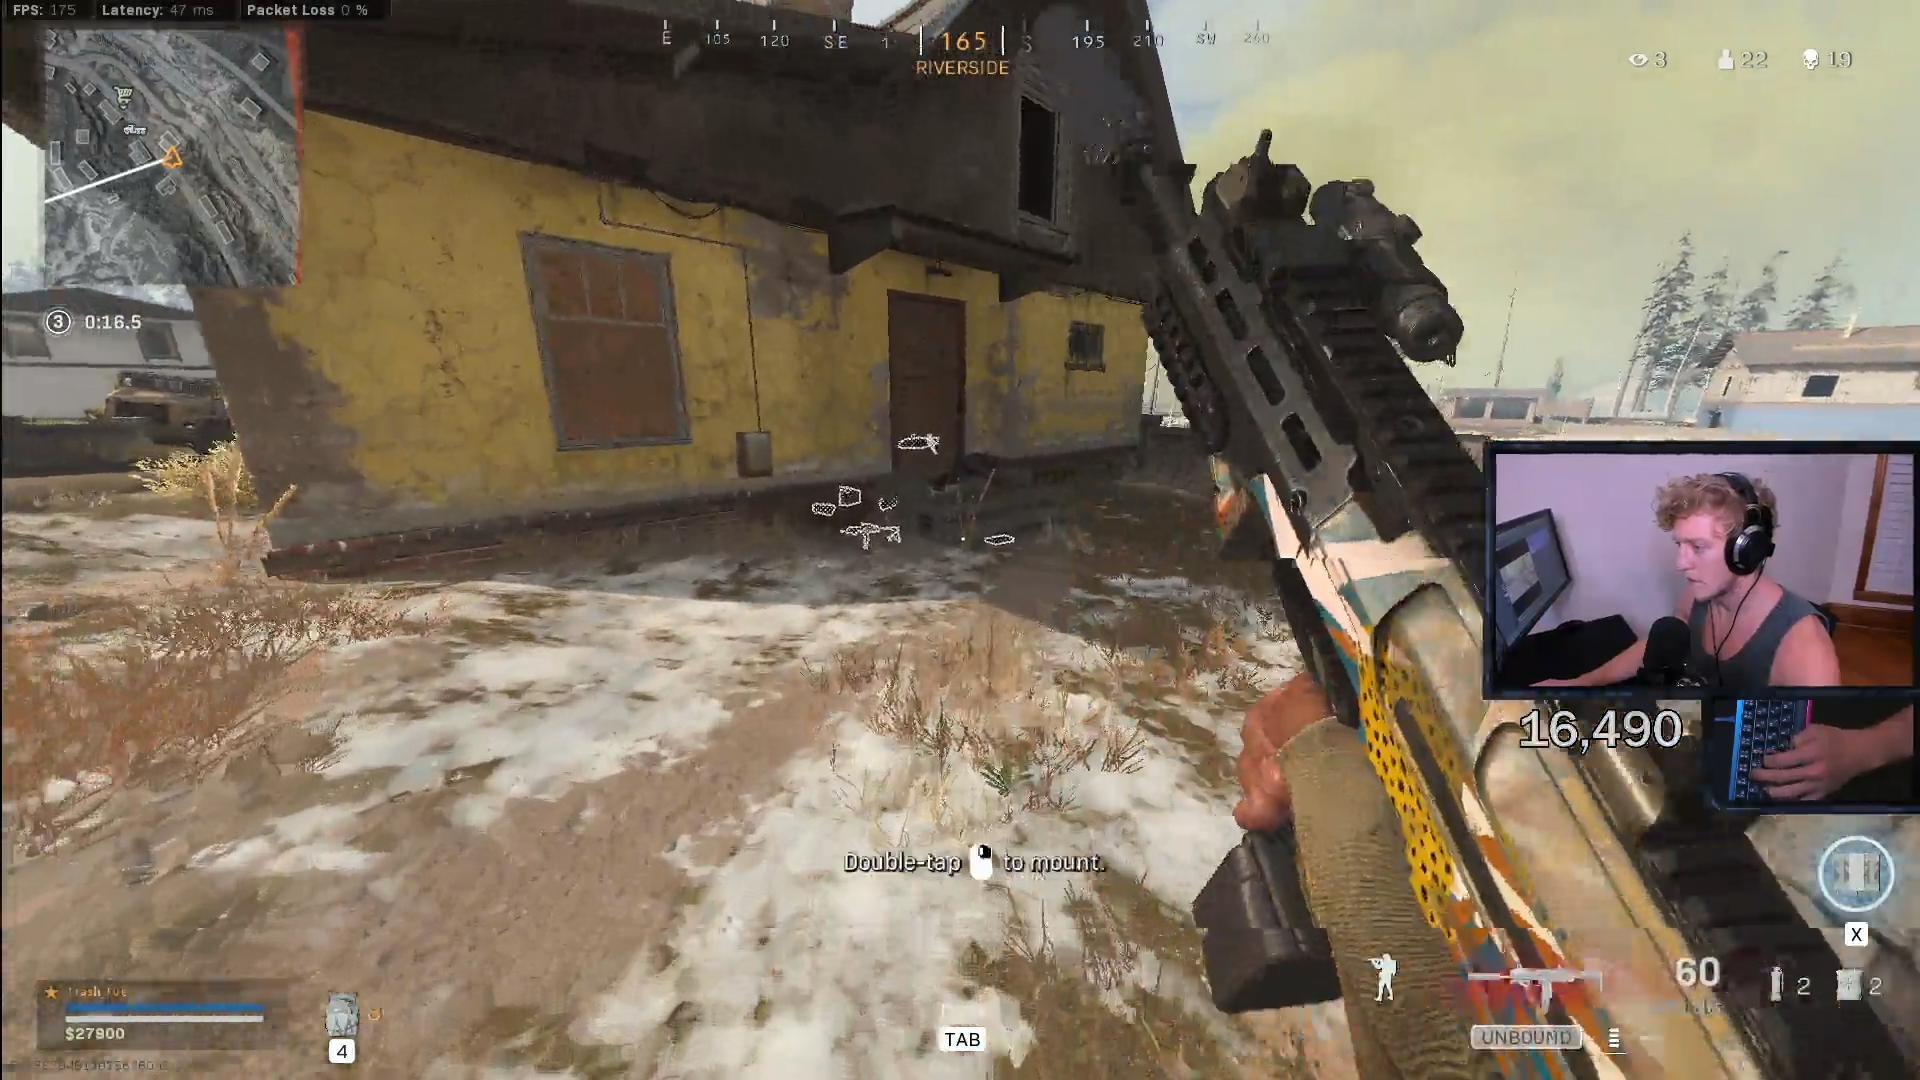 FPS: 175 Latency: 47 ms Packet Loss 0 %
E 105 120 SE 165 S 195 210 SW
RIVERSIDE
3 22 19
3 0:16.5
16,490
Double-tap to mount.
X
60
2 2
$27900
4
TAB
UNBOUND